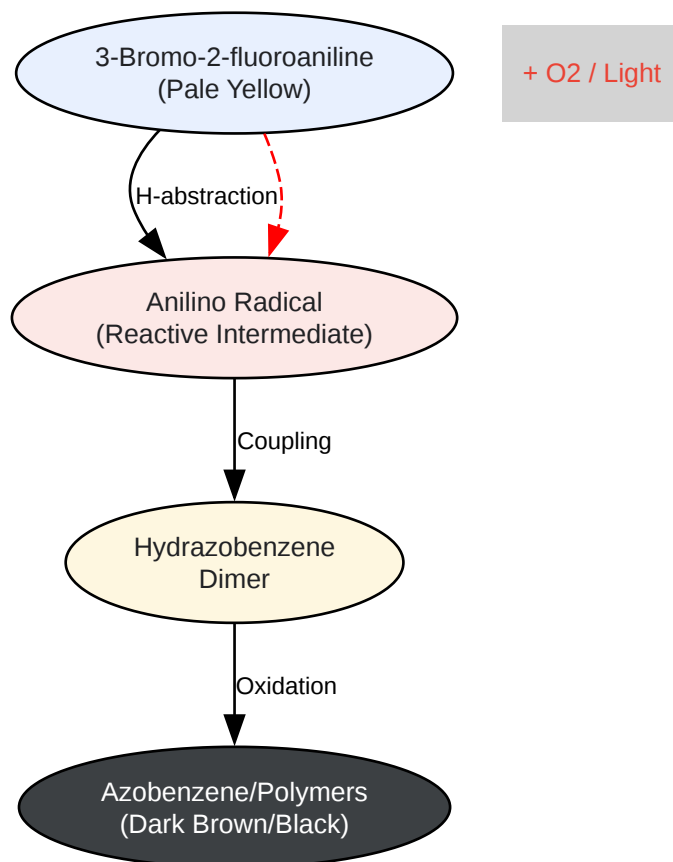 3-Bromo-2-fluoroaniline
(Pale Yellow)
+ O2 / Light
H-abstraction
Anilino Radical
(Reactive Intermediate)
Coupling
Hydrazobenzene
Dimer
Oxidation
Azobenzene/Polymers
(Dark Brown/Black)